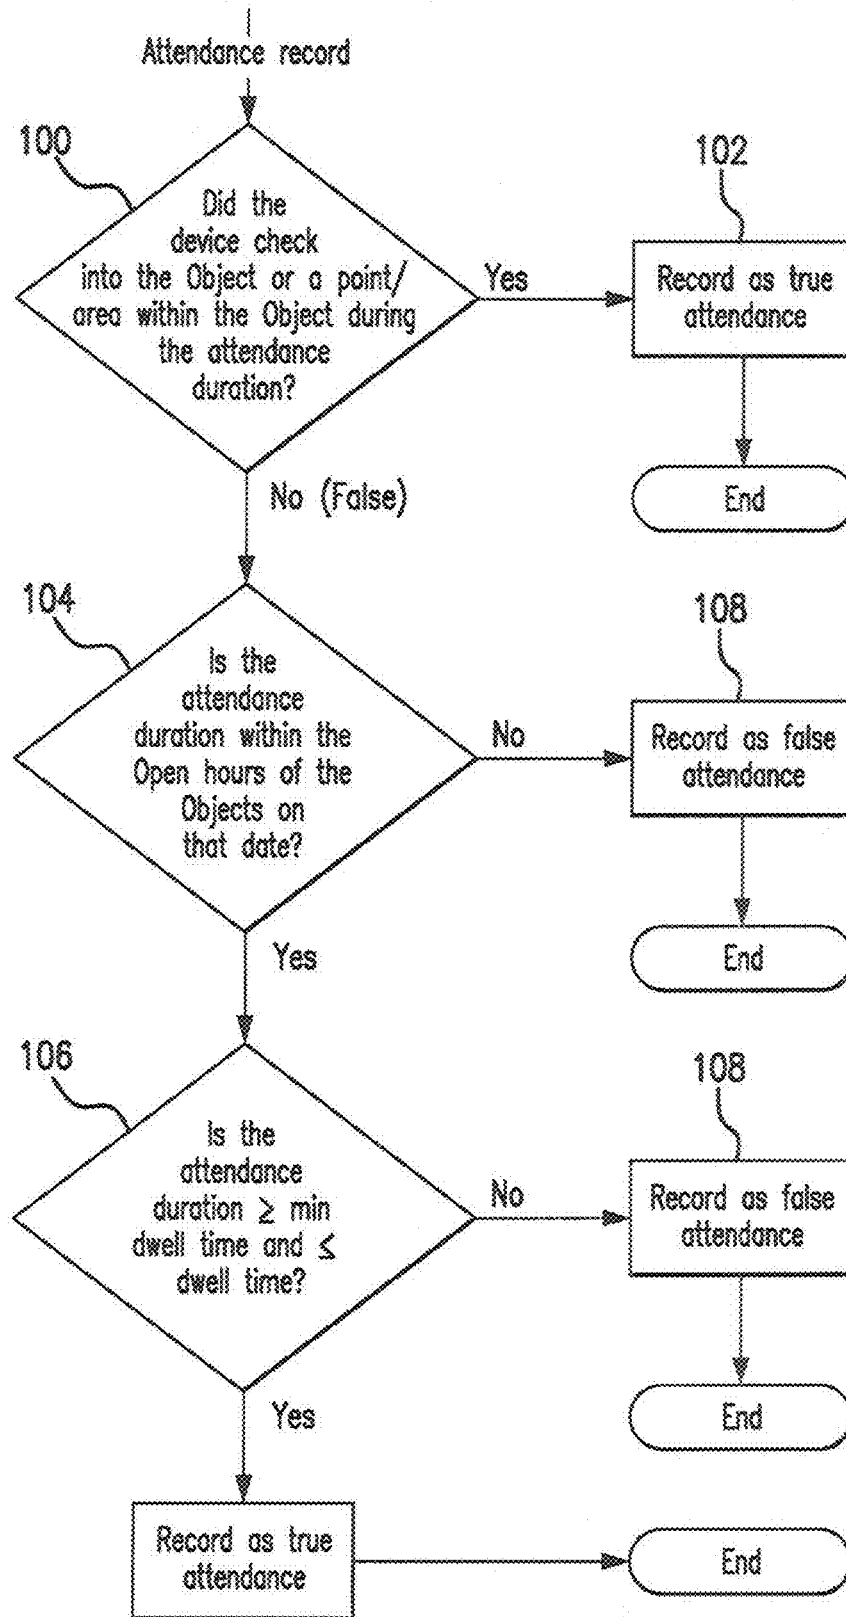 Attendance record
100
Did the
device check
into the Object or a point/
area within the Object during
the attendance
duration?
Yes
102
Record as true
attendance
End
No (False)
104
Is the
attendance
duration within the
Open hours of the
Objects on
that date?
No
108
Record as false
attendance
End
Yes
106
Is the
attendance
duration ≥ min
dwell time and ≤
dwell time?
No
108
Record as false
attendance
End
Yes
Record as true
attendance
End